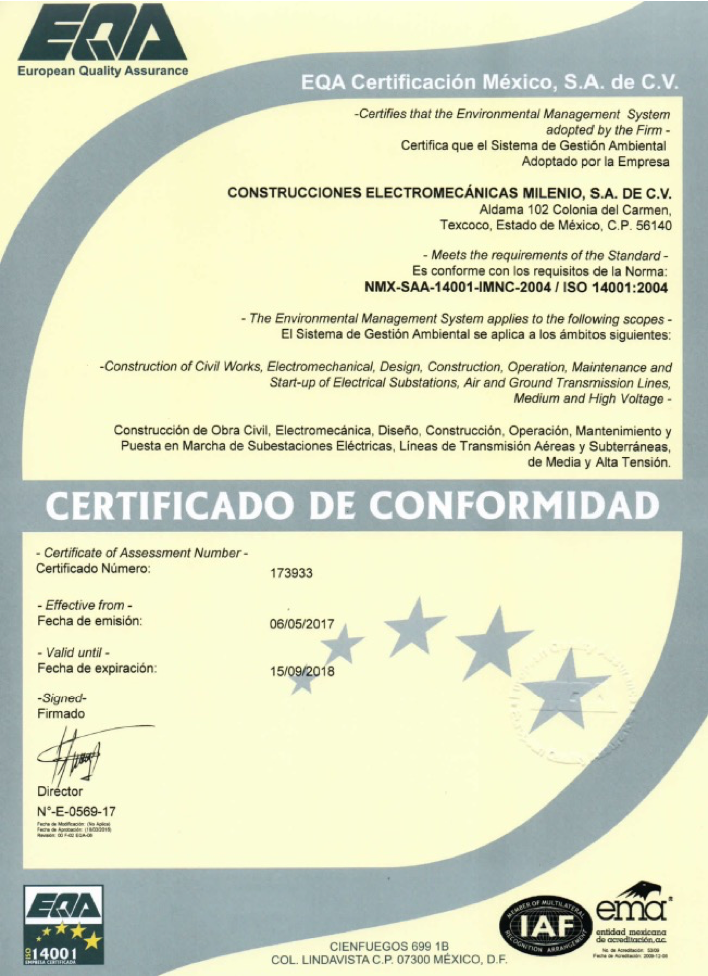 EQA
European Quality Assurance
EQA Certificación México, S.A. de C.V.
-Certifies that the Environmental Management System
adopted by the Firm -
Certifica que el Sistema de Gestión Ambiental
Adoptado por la Empresa
CONSTRUCCIONES ELECTROMECÁNICAS MILENIO, S.A. DE C.V.
Aldama 102 Colonia del Carmen,
Texcoco, Estado de México, C.P. 56140
- Meets the requirements of the Standard -
Es conforme con los requisitos de la Norma:
NMX-SAA-14001-IMNC-2004 / ISO 14001:2004
- The Environmental Management System applies to the following scopes -
El Sistema de Gestión Ambiental se aplica a los ámbitos siguientes:
-Construction of Civil Works, Electromechanical, Design, Construction, Operation, Maintenance and
Start-up of Electrical Substations, Air and Ground Transmission Lines,
Medium and High Voltage -
Construcción de Obra Civil, Electromecánica, Diseño, Construcción, Operación, Mantenimiento y
Puesta en Marcha de Subestaciones Eléctricas, Líneas de Transmisión Aéreas y Subterráneas,
de Media y Alta Tensión.
CERTIFICADO DE CONFORMIDAD
- Certificate of Assessment Number -
Certificado Número: 173933
- Effective from -
Fecha de emisión: 06/05/2017
- Valid until -
Fecha de expiración: 15/09/2018
-Signed-
Firmado
Director
N°-E-0569-17
Fecha de Modificación: (No Aplica)
Fecha de Aprobación: (15/03/2016)
Revisión: 00 F-02 EQA-05
EQA
ISO
14001
EMPRESA CERTIFICADA
CIENFUEGOS 699 1B
COL. LINDAVISTA C.P. 07300 MÉXICO, D.F.
MEMBER OF MULTILATERAL
IAF
RECOGNITION ARRANGEMENT
ema
entidad mexicana
de acreditación, a.c.
No. de Acreditación: 53/09
Fecha de Acreditación: 2009-12-08